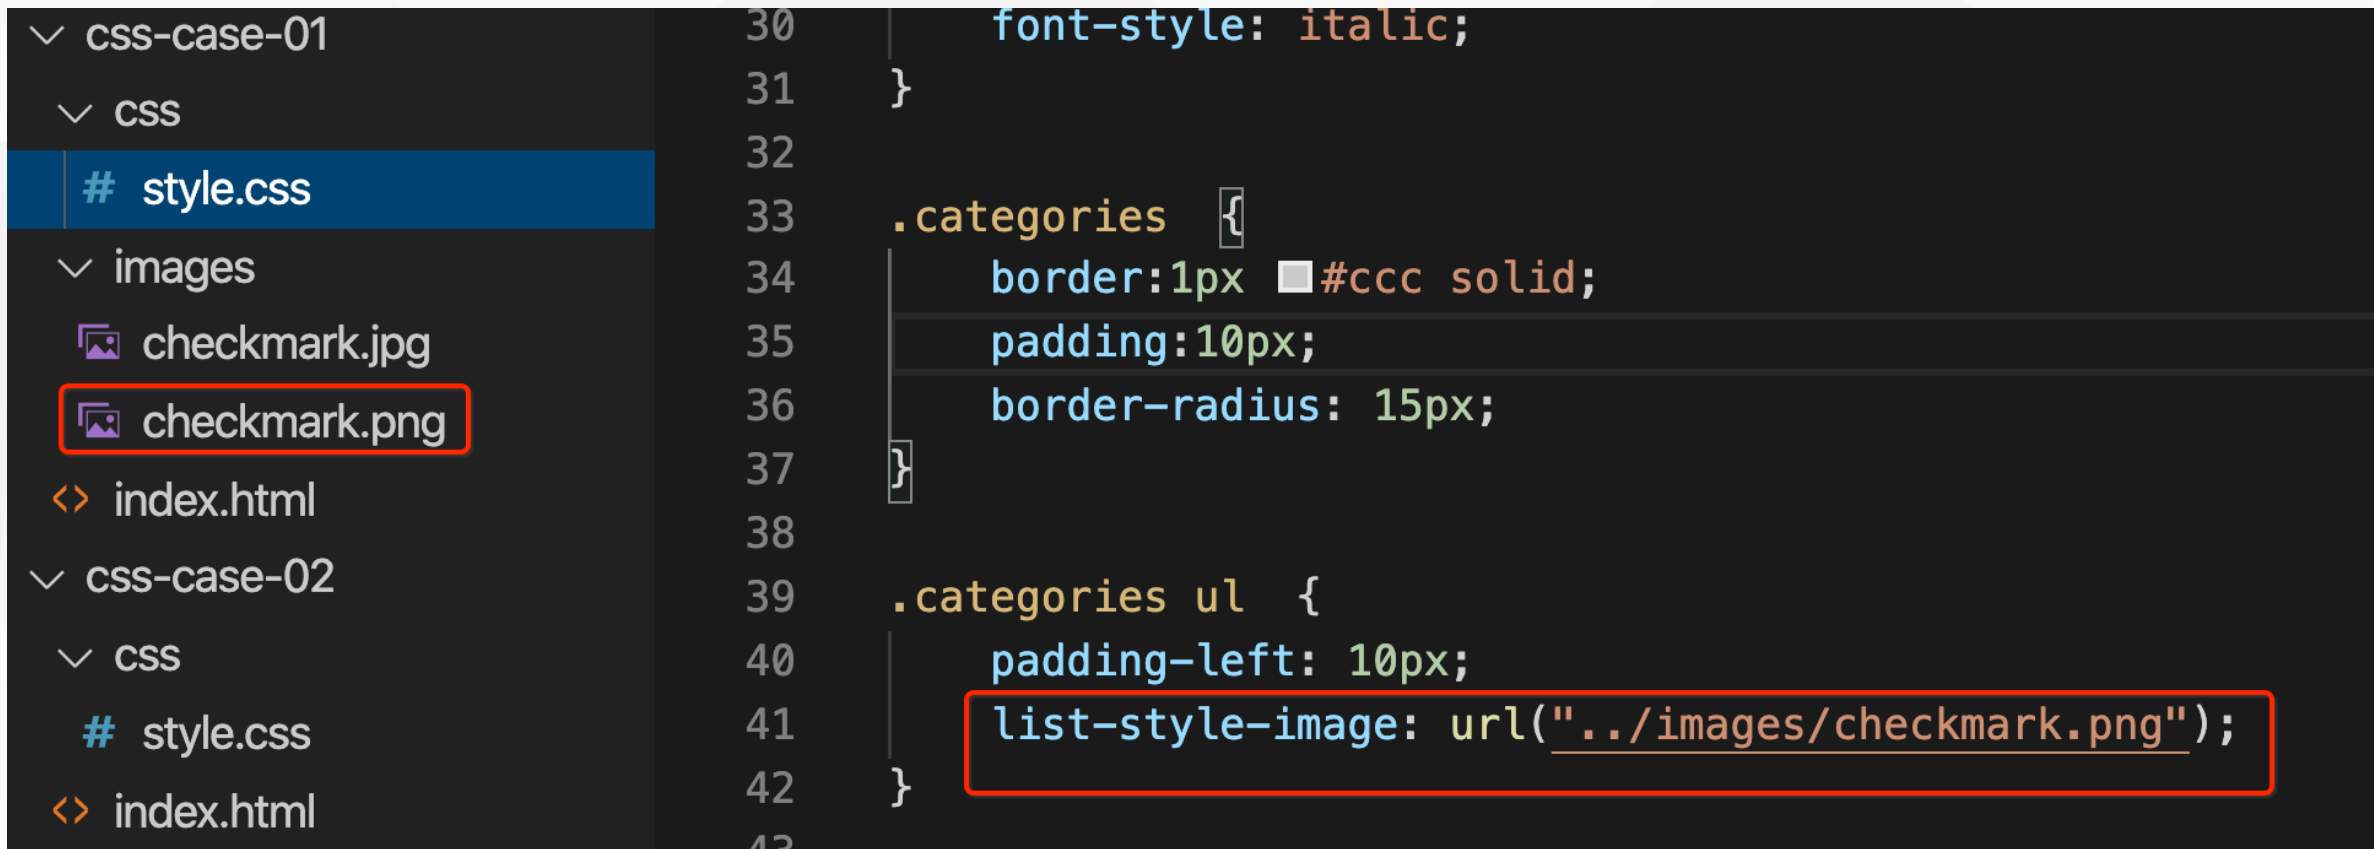 css-case-01
css
# style.css
images
checkmark.jpg
checkmark.png
<> index.html
css-case-02
css
# style.css
<> index.html
30 font-style: italic;
31 }
32
33 .categories {
34 border:1px #ccc solid;
35 padding:10px;
36 border-radius: 15px;
37 }
38
39 .categories ul {
40 padding-left: 10px;
41 list-style-image: url("../images/checkmark.png");
42 }
43